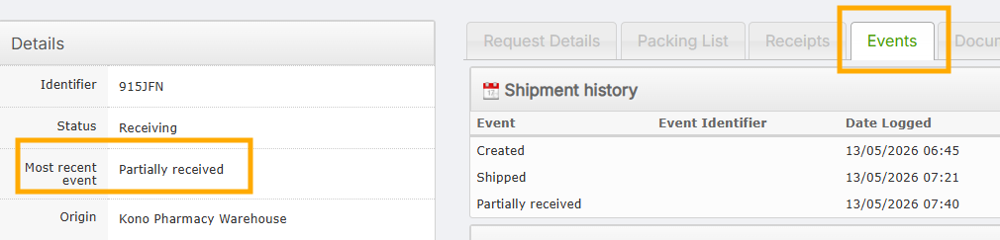 Details
Identifier 915JFN
Status Receiving
Most recent event Partially received
Origin Kono Pharmacy Warehouse
Request Details Packing List Receipts Events Docum
Shipment history
Event Event Identifier Date Logged
Created 13/05/2026 06:45
Shipped 13/05/2026 07:21
Partially received 13/05/2026 07:40